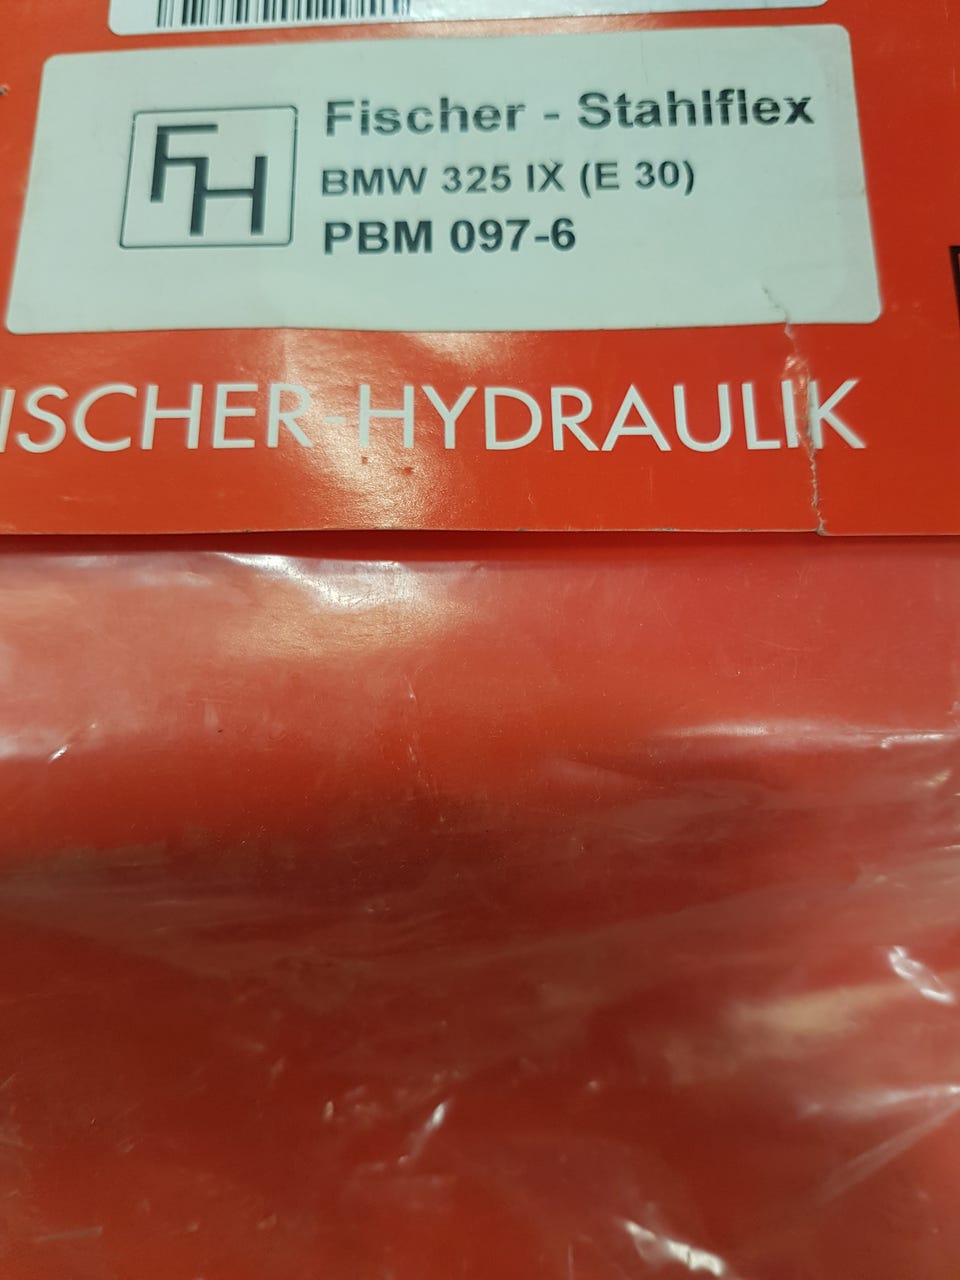 FH
Fischer - Stahlflex
BMW 325 IX (E 30)
PBM 097-6
ISCHER-HYDRAULIK